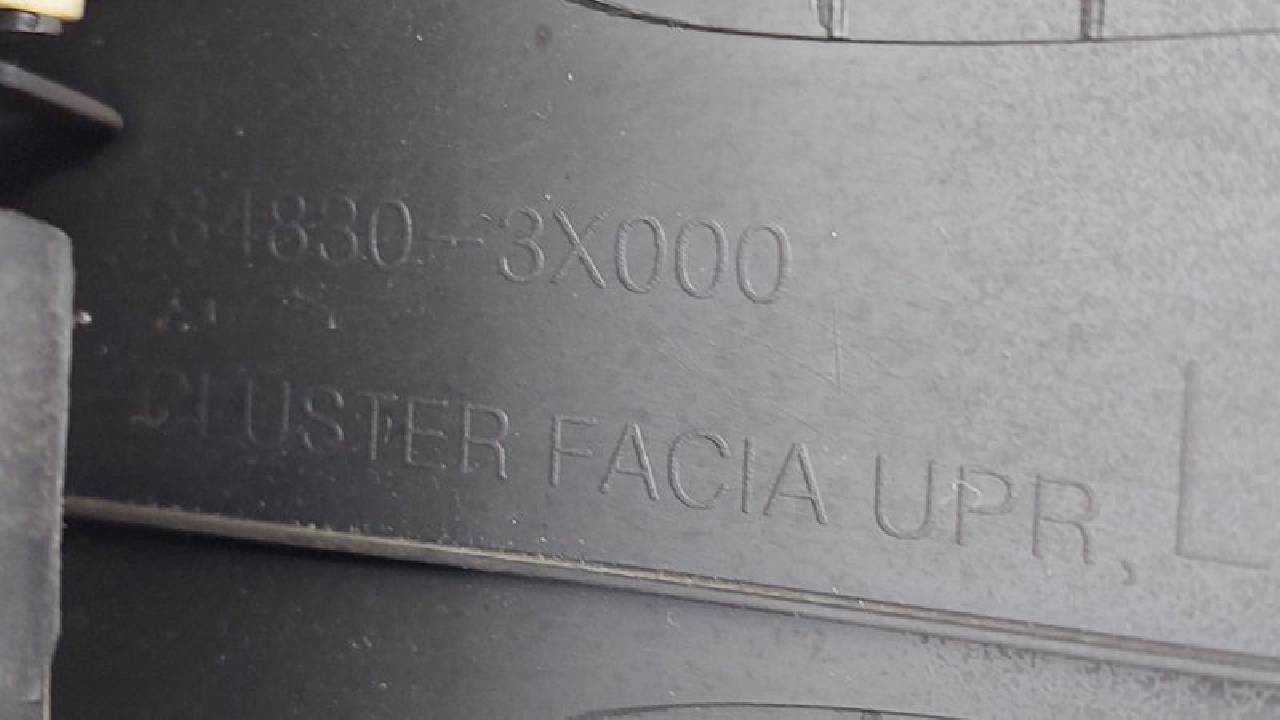 84830-3X000
CLUSTER FACIA UPR, L